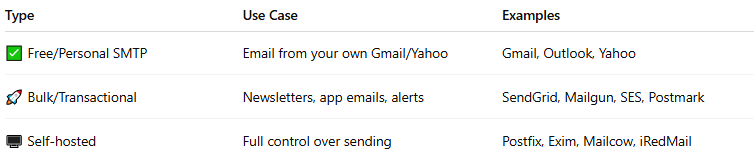 Type Use Case Examples
✅ Free/Personal SMTP Email from your own Gmail/Yahoo Gmail, Outlook, Yahoo
🚀 Bulk/Transactional Newsletters, app emails, alerts SendGrid, Mailgun, SES, Postmark
🖥️ Self-hosted Full control over sending Postfix, Exim, Mailcow, iRedMail